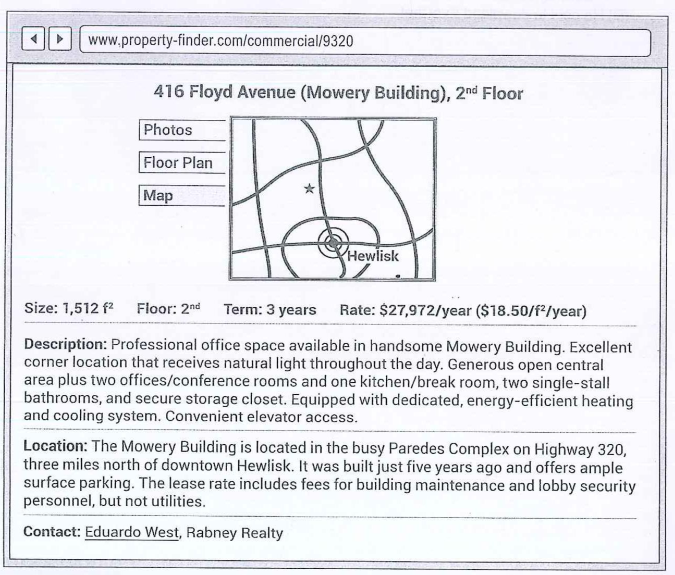 www.property-finder.com/commercial/9320
416 Floyd Avenue (Mowery Building), 2nd Floor
Photos
Floor Plan
Map
Hewlisk
Size: 1,512 f² Floor: 2nd Term: 3 years Rate: $27,972/year ($18.50/f²/year)
Description: Professional office space available in handsome Mowery Building. Excellent
corner location that receives natural light throughout the day. Generous open central
area plus two offices/conference rooms and one kitchen/break room, two single-stall
bathrooms, and secure storage closet. Equipped with dedicated, energy-efficient heating
and cooling system. Convenient elevator access.
Location: The Mowery Building is located in the busy Paredes Complex on Highway 320,
three miles north of downtown Hewlisk. It was built just five years ago and offers ample
surface parking. The lease rate includes fees for building maintenance and lobby security
personnel, but not utilities.
Contact: Eduardo West, Rabney Realty